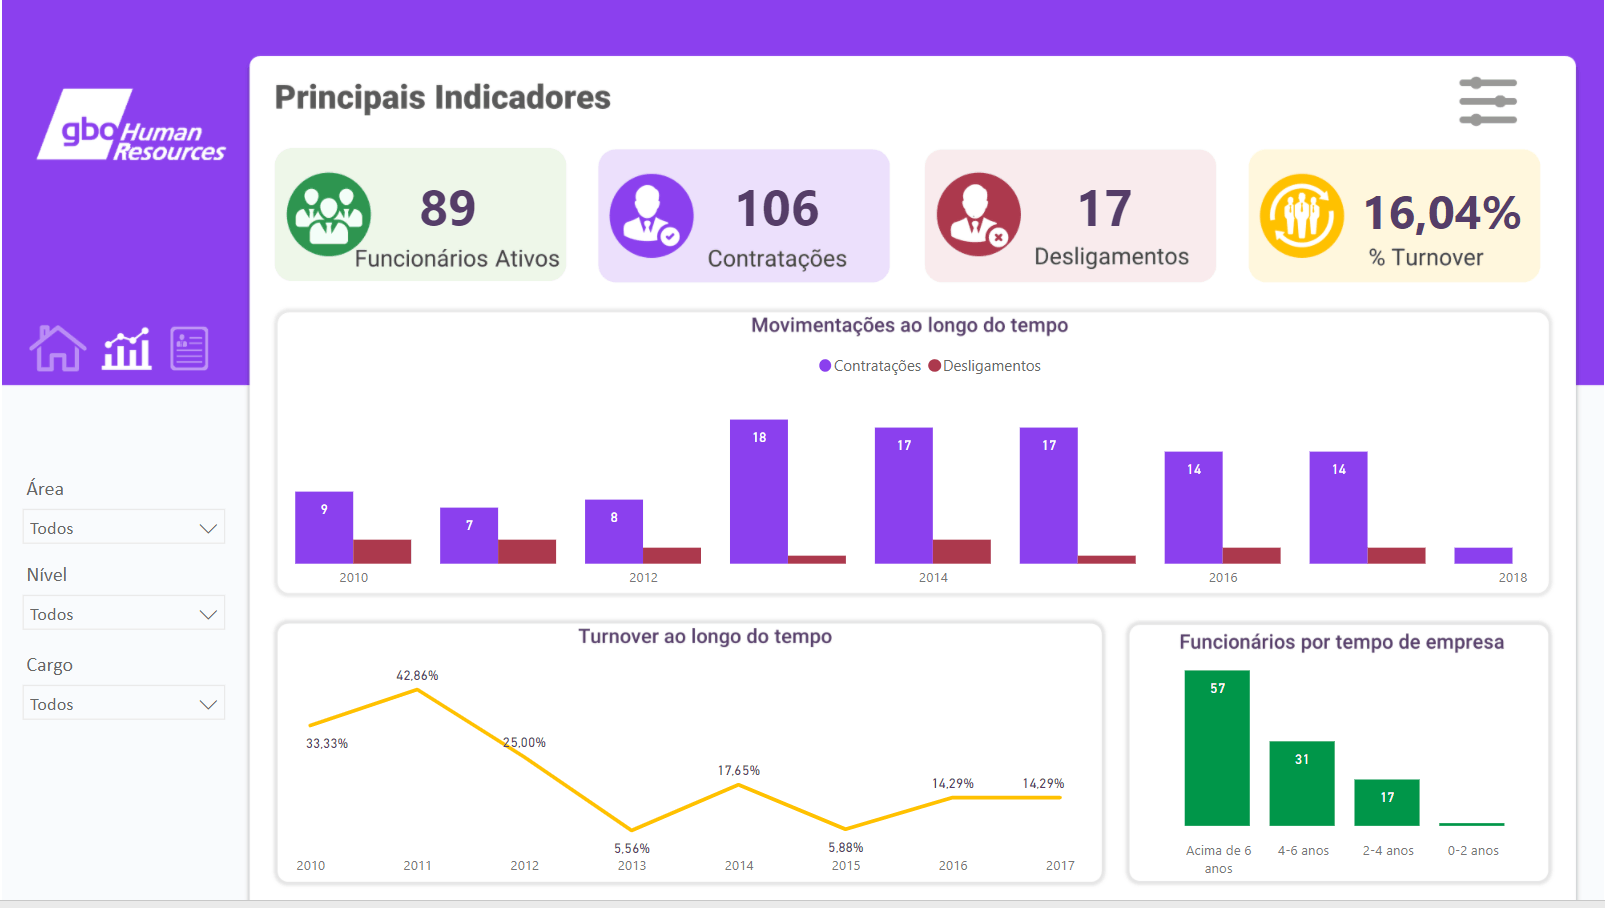 gbo Human
Resources
Principais Indicadores
89
Funcionários Ativos
106
Contratações
17
Desligamentos
16,04%
% Turnover
Movimentações ao longo do tempo
Contratações Desligamentos
9 7 8 18 17 17 14 14
2010 2012 2014 2016 2018
Área
Todos
Nível
Todos
Cargo
Todos
Turnover ao longo do tempo
33,33% 42,86% 25,00% 5,56% 17,65% 5,88% 14,29% 14,29%
2010 2011 2012 2013 2014 2015 2016 2017
Funcionários por tempo de empresa
57 31 17
Acima de 6 anos 4-6 anos 2-4 anos 0-2 anos